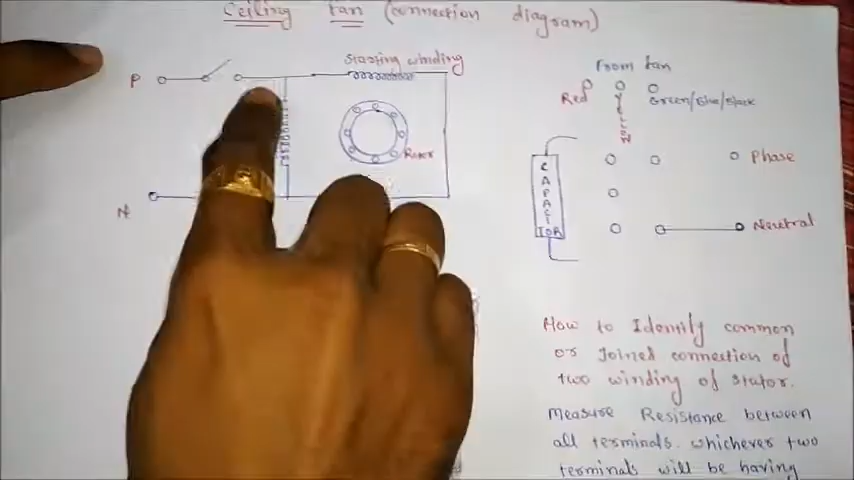 Ceiling fan (connection diagram)
P
Starting winding
Rotor
N
From fan
Red
YELLOW
Green/Blue/Black
CAPACITOR
Phase
Neutral
How to Identify common
or Joined connection of
two winding of stator.
Measure Resistance between
all terminals. whichever two
terminals will be having